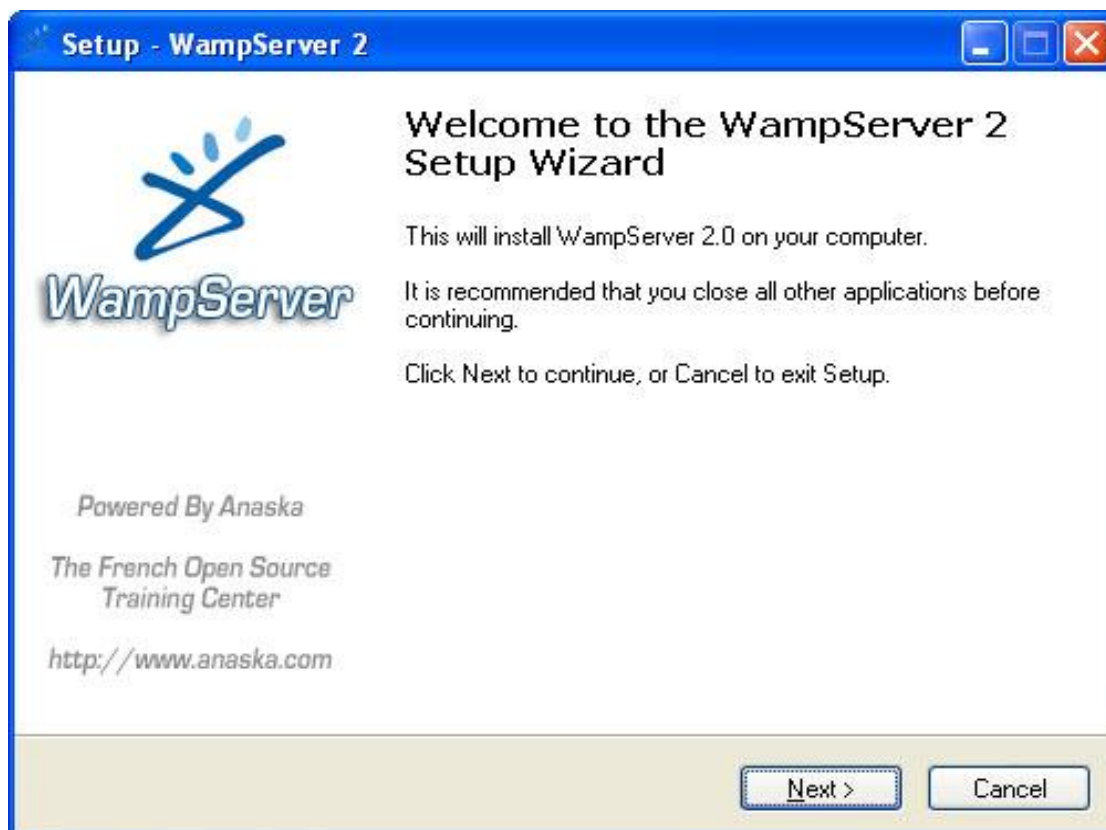 Setup - WampServer 2
WampServer
Powered By Anaska
The French Open Source
Training Center
http://www.anaska.com
Welcome to the WampServer 2
Setup Wizard
This will install WampServer 2.0 on your computer.
It is recommended that you close all other applications before
continuing.
Click Next to continue, or Cancel to exit Setup.
Next >
Cancel